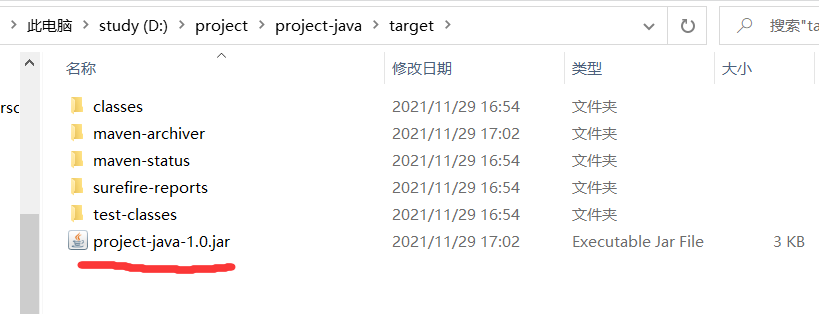 此电脑 > study (D:) > project > project-java > target >
搜索"ta
名称 修改日期 类型 大小
rsc
classes 2021/11/29 16:54 文件夹
maven-archiver 2021/11/29 17:02 文件夹
maven-status 2021/11/29 16:54 文件夹
surefire-reports 2021/11/29 16:54 文件夹
test-classes 2021/11/29 16:54 文件夹
project-java-1.0.jar 2021/11/29 17:02 Executable Jar File 3 KB